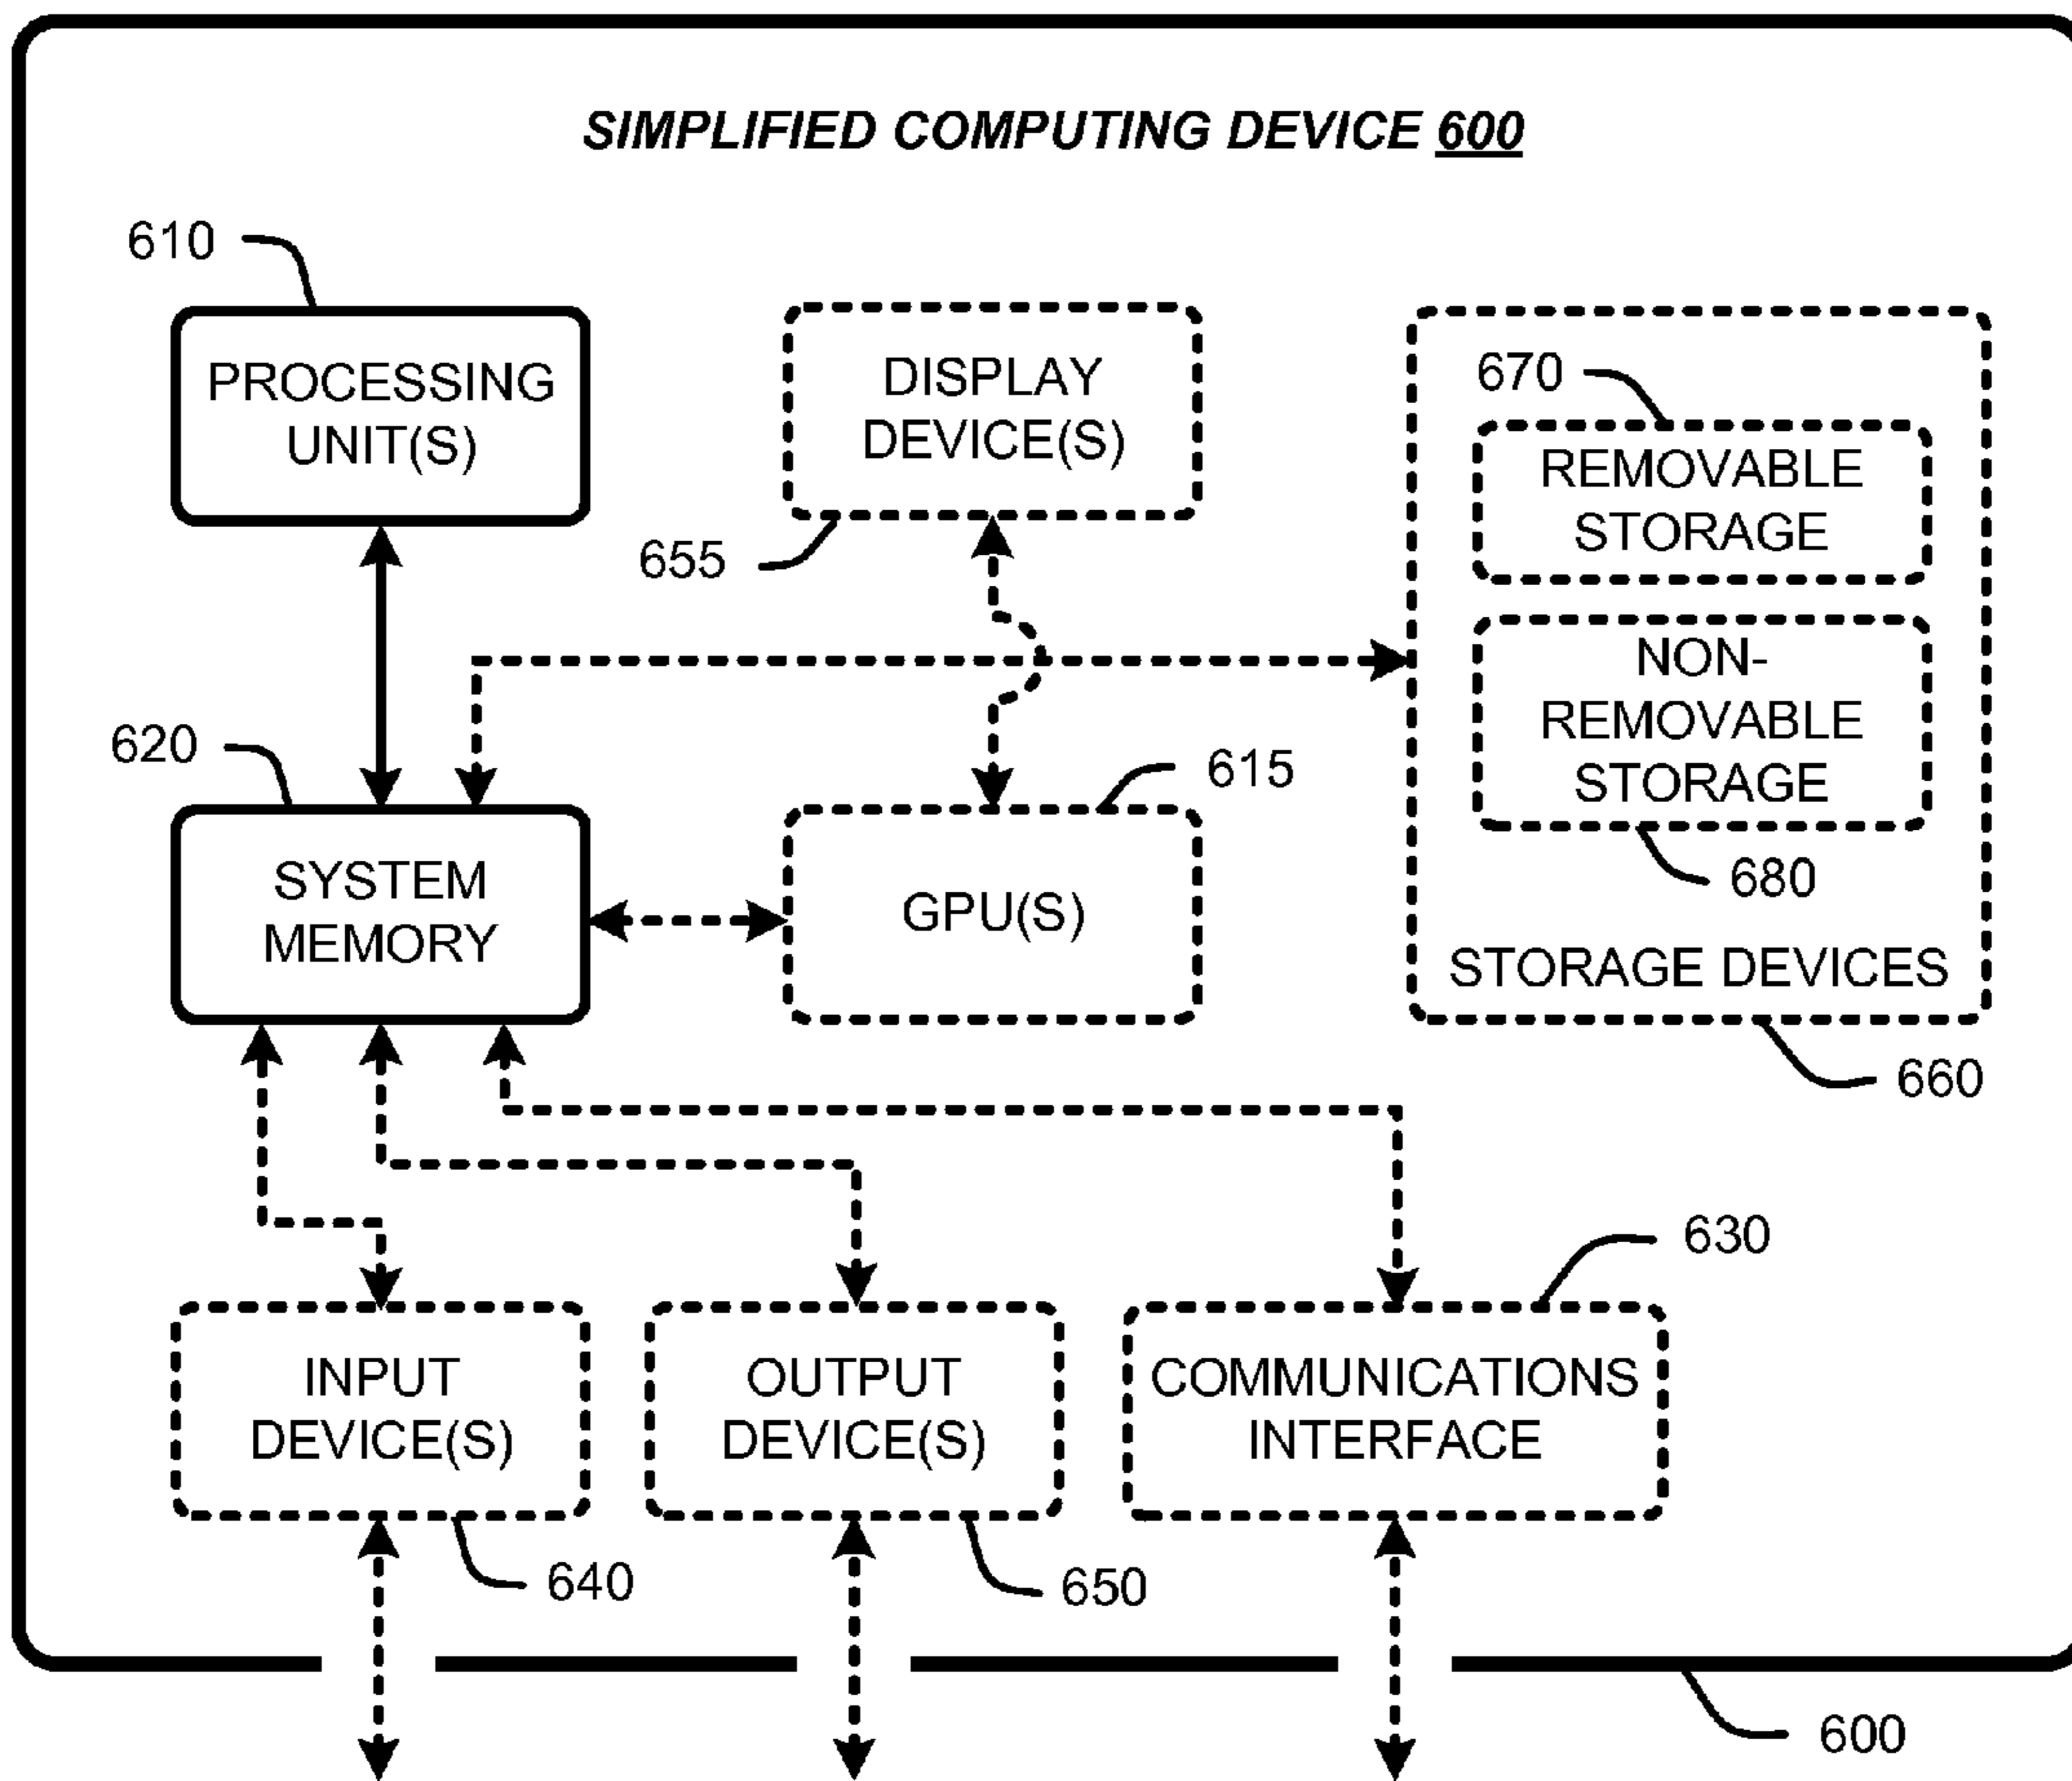 SIMPLIFIED COMPUTING DEVICE 600
610
PROCESSING
UNIT(S)
DISPLAY
DEVICE(S)
655
670
REMOVABLE
STORAGE
NON-
REMOVABLE
STORAGE
680
STORAGE DEVICES
660
620
SYSTEM
MEMORY
615
GPU(S)
630
INPUT
DEVICE(S)
640
OUTPUT
DEVICE(S)
650
COMMUNICATIONS
INTERFACE
600